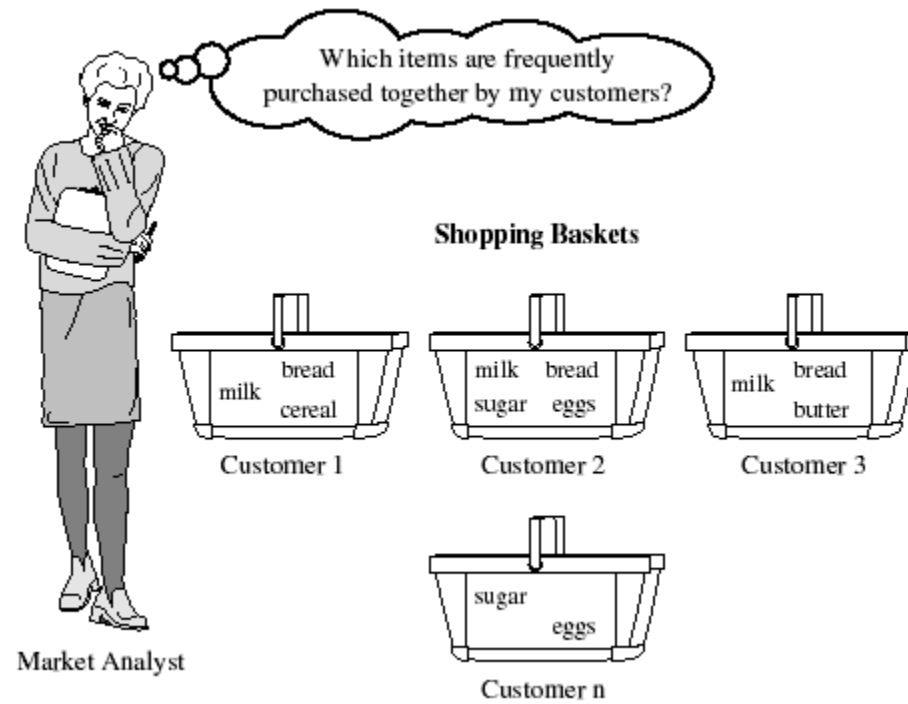 Which items are frequently
purchased together by my customers?
Shopping Baskets
milk
bread
cereal
Customer 1
milk bread
sugar eggs
Customer 2
milk
bread
butter
Customer 3
sugar
eggs
Customer n
Market Analyst